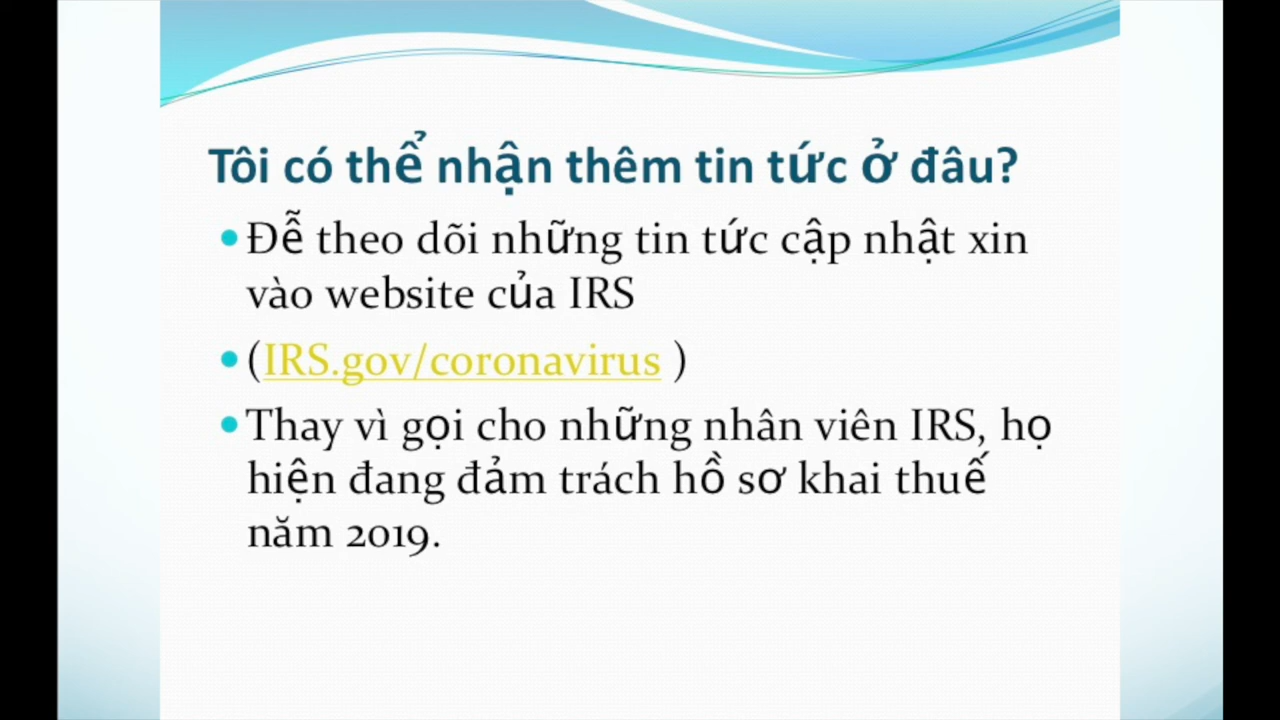 Tôi có thể nhận thêm tin tức ở đâu?
•Đễ theo dõi những tin tức cập nhật xin
vào website của IRS
•(IRS.gov/coronavirus )
•Thay vì gọi cho những nhân viên IRS, họ
hiện đang đảm trách hồ sơ khai thuế
năm 2019.